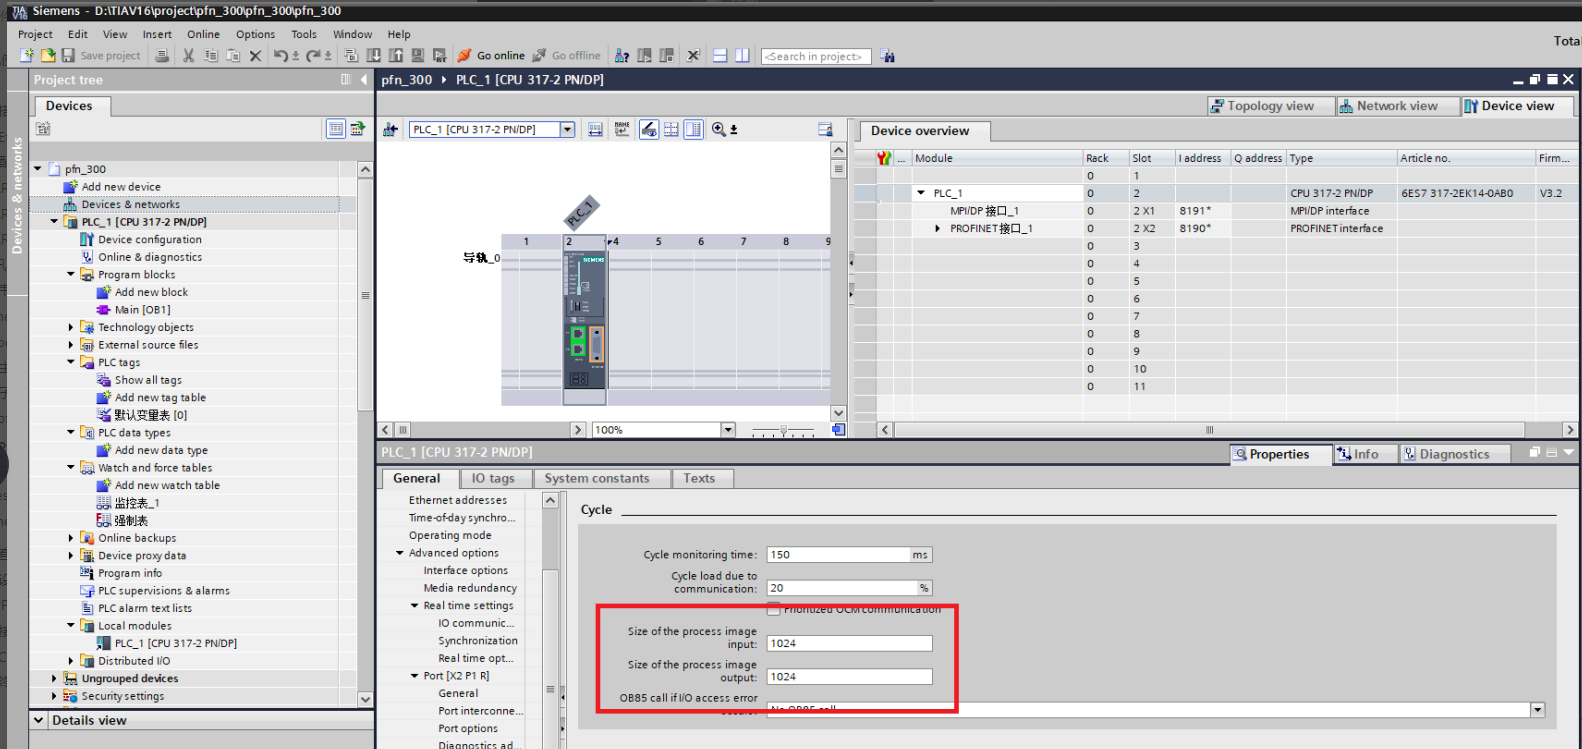 Siemens - D:\TIAV16\project\pfn_300\pfn_300\pfn_300
Project Edit View Insert Online Options Tools Window Help
Save project Go online Go offline <Search in project>
Total
Project tree
Devices
Devices & networks
pfn_300
Add new device
Devices & networks
PLC_1 [CPU 317-2 PN/DP]
Device configuration
Online & diagnostics
Program blocks
Add new block
Main [OB1]
Technology objects
External source files
PLC tags
Show all tags
Add new tag table
默认变量表 [0]
PLC data types
Add new data type
Watch and force tables
Add new watch table
监控表_1
强制表
Online backups
Device proxy data
Program info
PLC supervisions & alarms
PLC alarm text lists
Local modules
PLC_1 [CPU 317-2 PN/DP]
Distributed I/O
Ungrouped devices
Security settings
Details view
pfn_300 PLC_1 [CPU 317-2 PN/DP]
Topology view Network view Device view
PLC_1 [CPU 317-2 PN/DP]
PLC_1
1 2 4 5 6 7 8 9
导轨_0
SIEMENS
100%
Device overview
... Module Rack Slot I address Q address Type Article no. Firm...
0 1
PLC_1 0 2 CPU 317-2 PN/DP 6ES7 317-2EK14-0AB0 V3.2
MPI/DP 接口_1 0 2 X1 8191* MPI/DP interface
PROFINET接口_1 0 2 X2 8190* PROFINET interface
0 3
0 4
0 5
0 6
0 7
0 8
0 9
0 10
0 11
PLC_1 [CPU 317-2 PN/DP]
Properties Info Diagnostics
General IO tags System constants Texts
Ethernet addresses
Time-of-day synchro...
Operating mode
Advanced options
Interface options
Media redundancy
Real time settings
IO communic...
Synchronization
Real time opt...
Port [X2 P1 R]
General
Port interconne...
Port options
Diagnostics ad...
Cycle
Cycle monitoring time: 150 ms
Cycle load due to
communication: 20 %
Prioritized OCM communication
Size of the process image
input: 1024
Size of the process image
output: 1024
OB85 call if I/O access error
No OB85 call